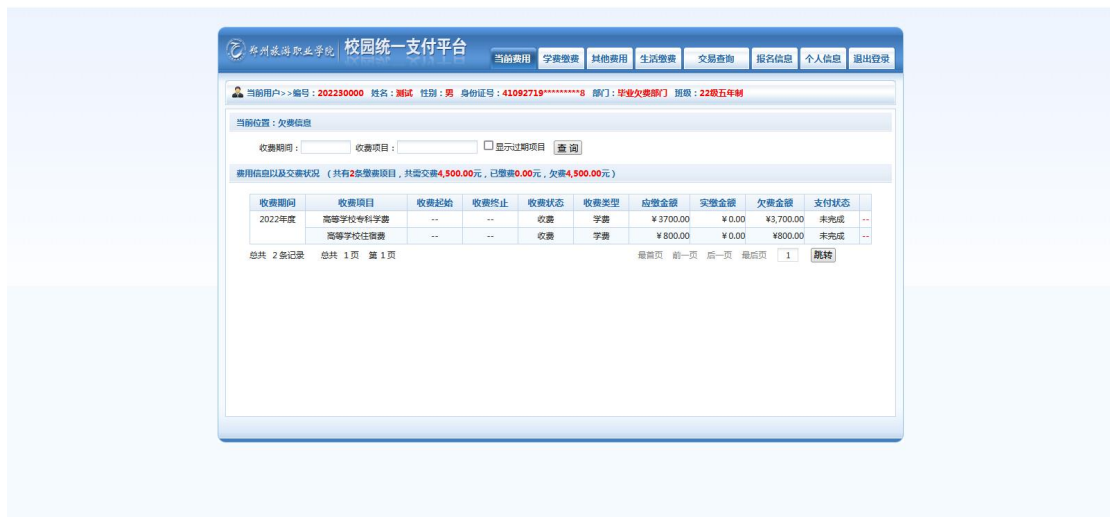 郑州旅游职业学院 校园统一支付平台
当前费用 学费缴费 其他费用 生活缴费 交易查询 报名信息 个人信息 退出登录
当前用户>>编号：202230000 姓名：测试 性别：男 身份证号：41092719*********8 部门：毕业欠费部门 班级：22级五年制
当前位置：欠费信息
收费期间： 收费项目： 显示过期项目 查 询
费用信息以及交费状况 （共有2条缴费项目，共需交费4,500.00元，已缴费0.00元，欠费4,500.00元）
收费期间 收费项目 收费起始 收费终止 收费状态 收费类型 应缴金额 实缴金额 欠费金额 支付状态
2022年度 高等学校专科学费 -- -- 收费 学费 ¥ 3700.00 ¥ 0.00 ¥3,700.00 未完成 --
高等学校住宿费 -- -- 收费 学费 ¥ 800.00 ¥ 0.00 ¥800.00 未完成 --
总共 2 条记录 总共 1 页 第 1 页 最首页 前一页 后一页 最后页 1 跳转